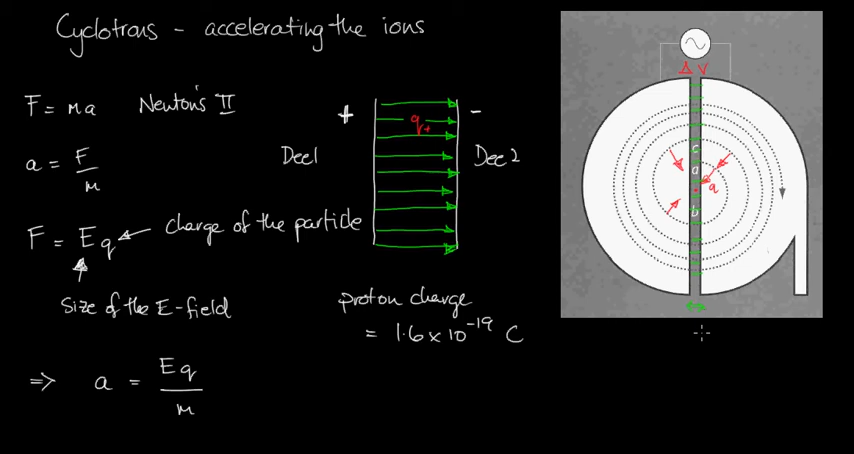 Cyclotrons - accelerating the ions
F = ma Newton's II
a = F/m
F = Eq ← charge of the particle
Size of the E-field
⇒ a = Eq/m
+ -
q+
Dee1 Dee 2
proton charge
= 1.6 x 10^-19 C
Δ V
c
a
q
b